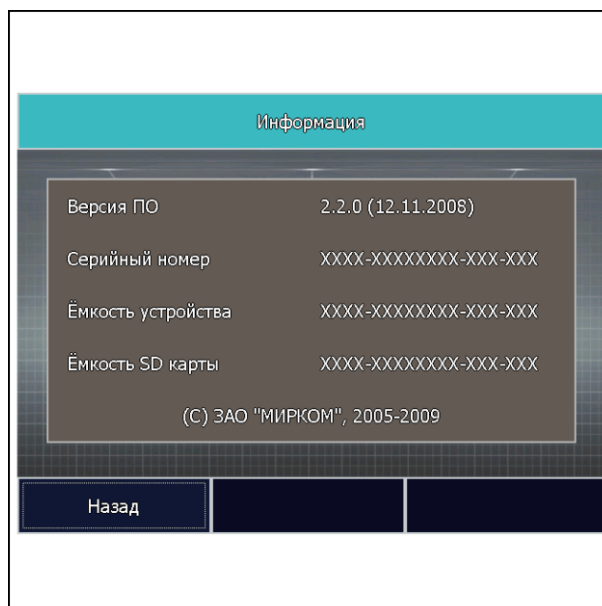 Информация
Версия ПО 2.2.0 (12.11.2008)
Серийный номер XXXX-XXXXXXXX-XXX-XXX
Ёмкость устройства XXXX-XXXXXXXX-XXX-XXX
Ёмкость SD карты XXXX-XXXXXXXX-XXX-XXX
(C) ЗАО "МИРКОМ", 2005-2009
Назад